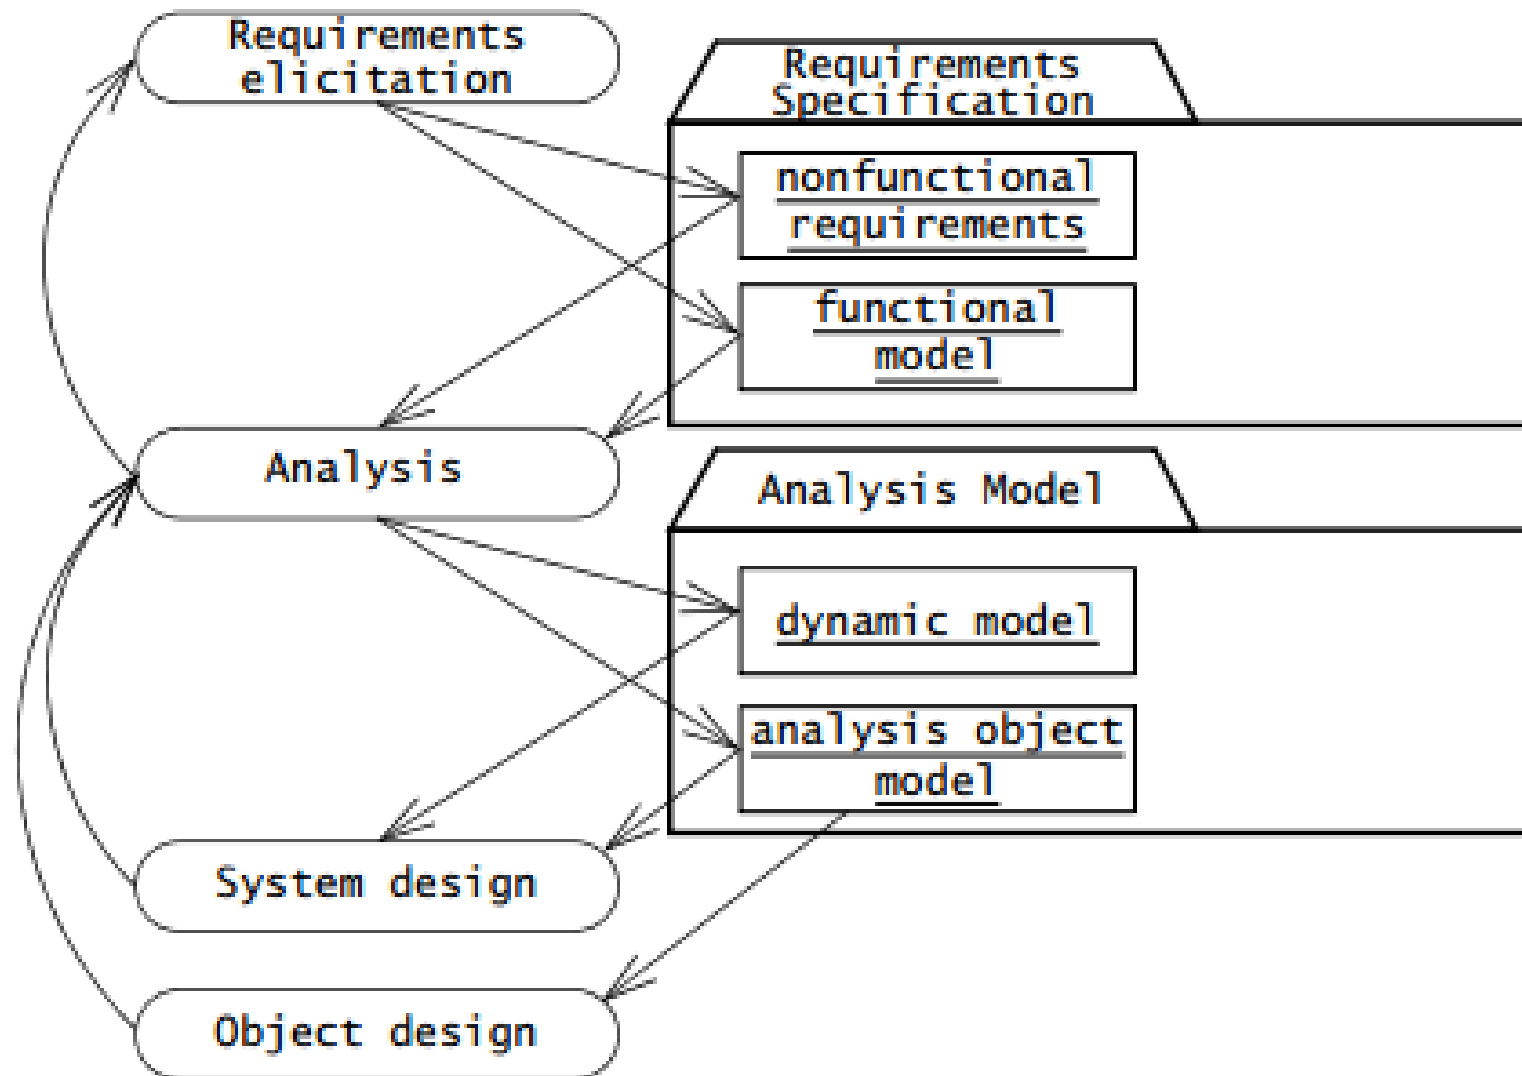 Requirements
elicitation
Requirements
Specification
nonfunctional
requirements
functional
model
Analysis
Analysis Model
dynamic model
analysis object
model
System design
Object design